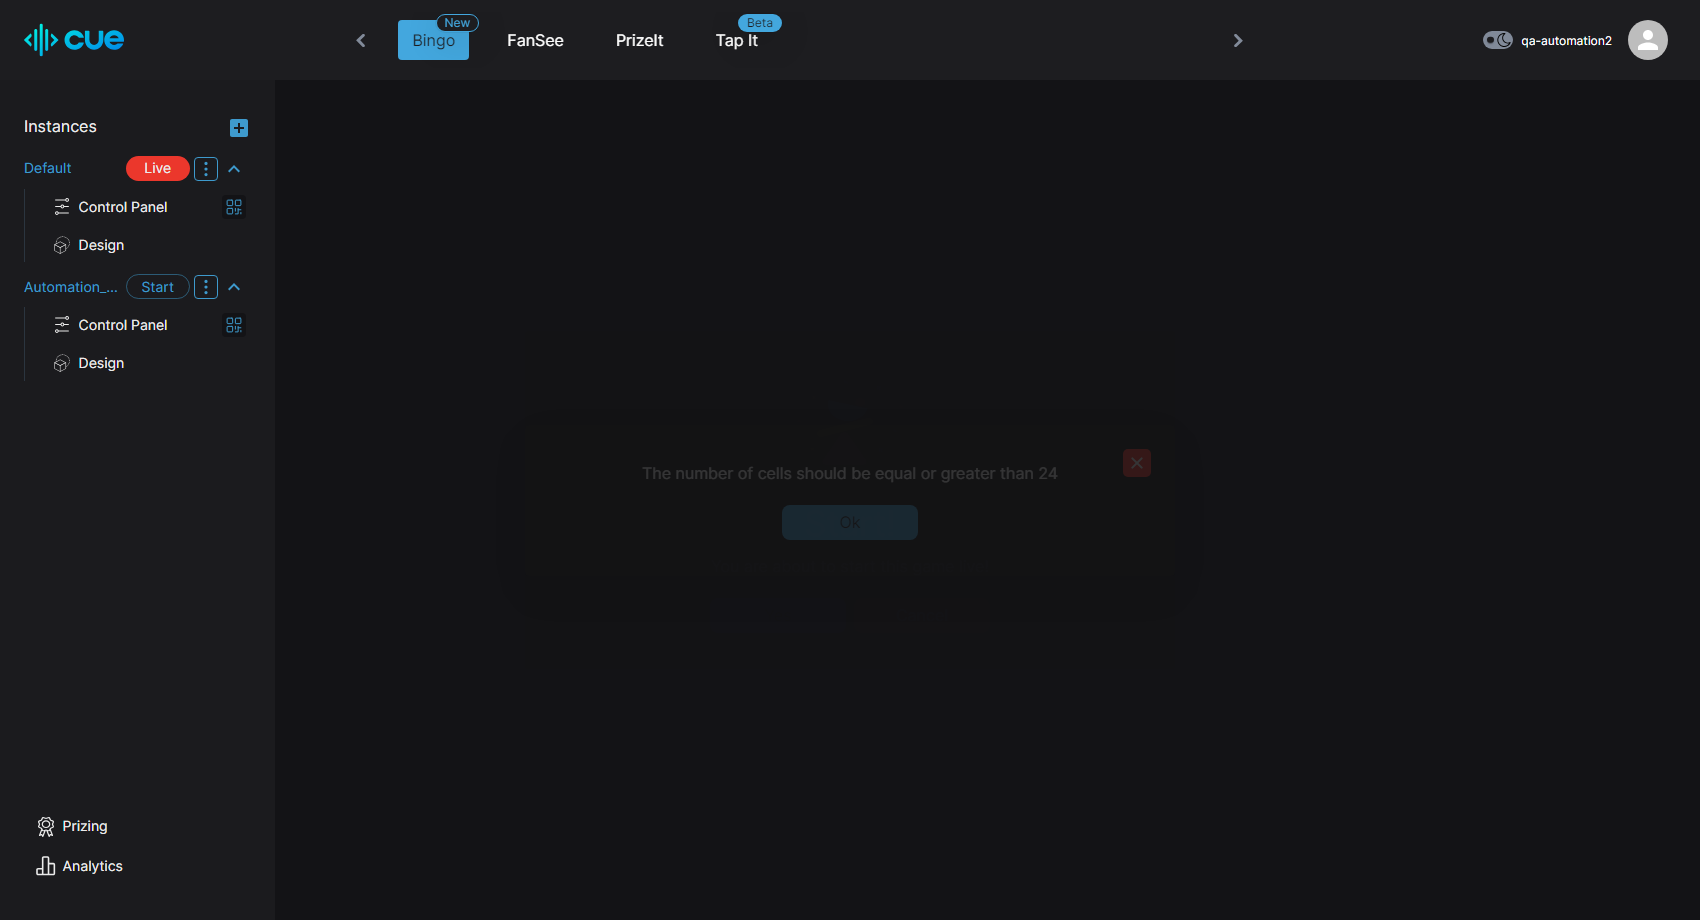 cue
Bingo
New
FanSee
PrizeIt
Tap It
Beta
qa-automation2
Instances
Default
Live
Control Panel
Design
Automation_...
Start
Control Panel
Design
The number of cells should be equal or greater than 24
Ok
Prizing
Analytics